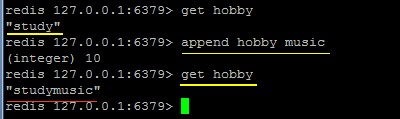 redis 127.0.0.1:6379> get hobby
"study"
redis 127.0.0.1:6379> append hobby music
(integer) 10
redis 127.0.0.1:6379> get hobby
"studymusic"
redis 127.0.0.1:6379>